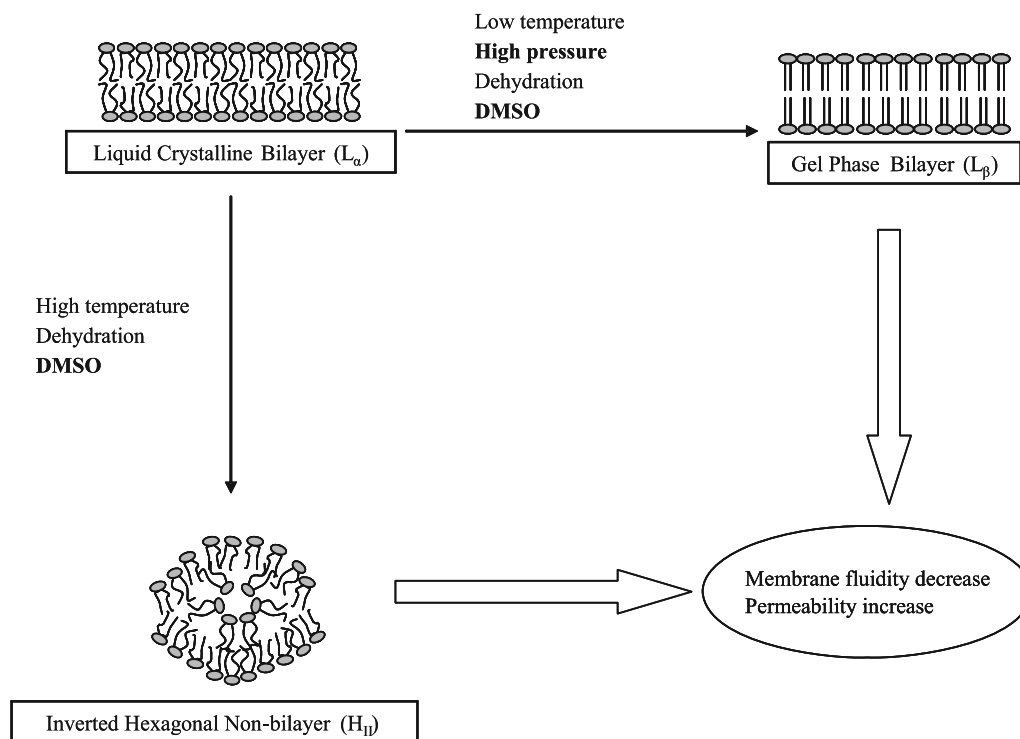 Low temperature
High pressure
Dehydration
DMSO
Liquid Crystalline Bilayer (Lα)
Gel Phase Bilayer (Lβ)
High temperature
Dehydration
DMSO
Membrane fluidity decrease
Permeability increase
Inverted Hexagonal Non-bilayer (HII)